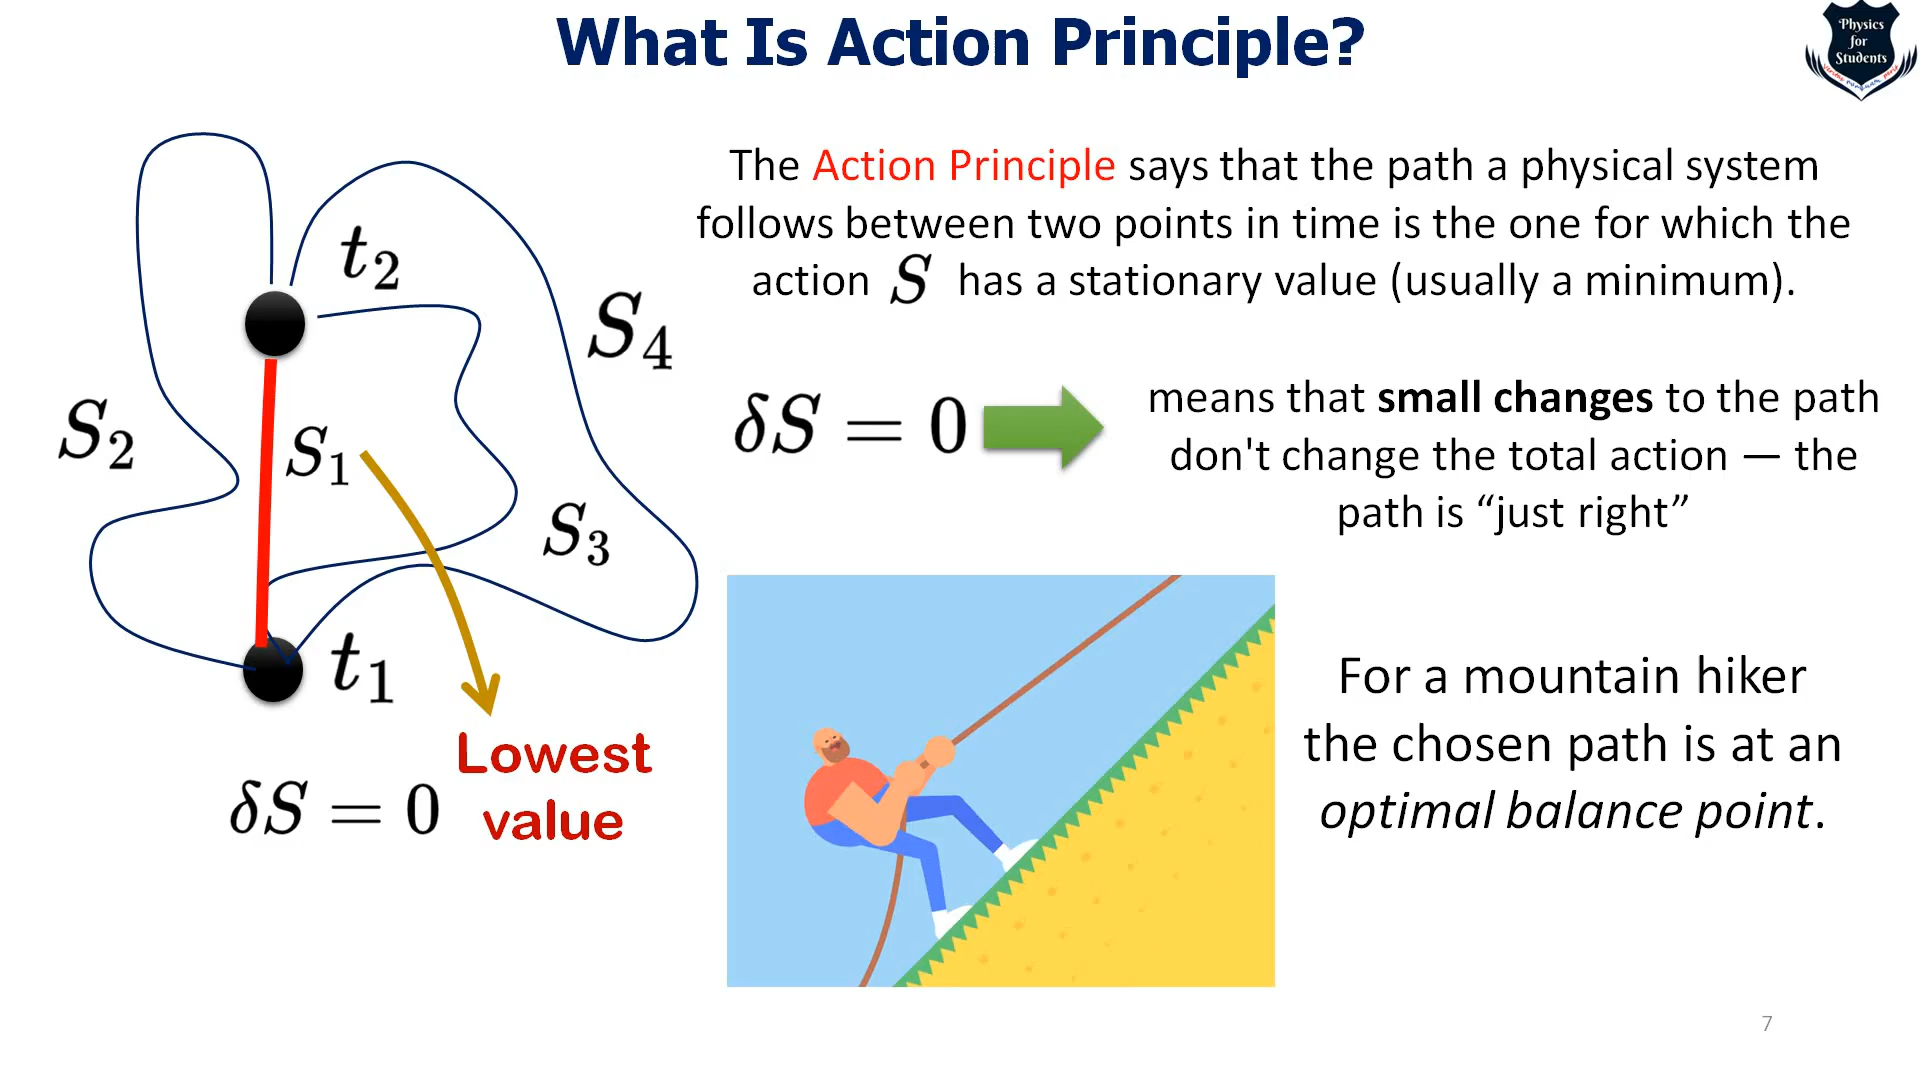 What Is Action Principle?
Physics
for
Students
The Action Principle says that the path a physical system
follows between two points in time is the one for which the
action S has a stationary value (usually a minimum).
t₂
S₄
S₂
S₁
S₃
t₁
δS = 0
means that small changes to the path
don't change the total action — the
path is “just right”
Lowest
value
δS = 0
For a mountain hiker
the chosen path is at an
optimal balance point.
7